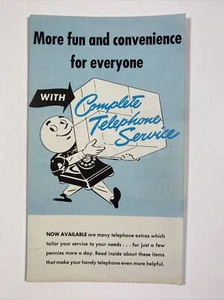 More fun and convenience
for everyone
WITH
Complete
Telephone
Service
NOW AVAILABLE are many telephone extras which
tailor your service to your needs . . . for just a few
pennies more a day. Read inside about these items
that make your handy telephone even more helpful.